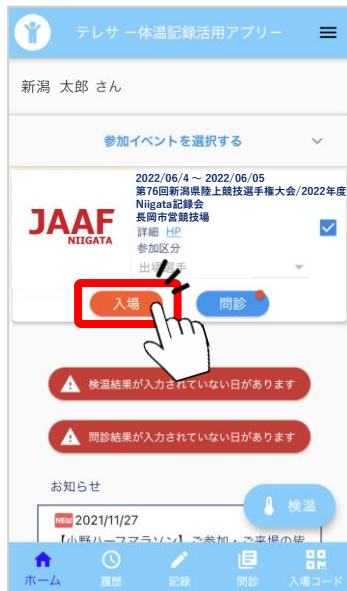 テレサ ー体温記録活用アプリー
新潟 太郎 さん
参加イベントを選択する
2022/06/4 ～ 2022/06/05
第76回新潟県陸上競技選手権大会/2022年度
Niigata記録会
長岡市営競技場
詳細 HP
参加区分
出場選手
JAAF
NIIGATA
入場
問診
検温結果が入力されていない日があります
問診結果が入力されていない日があります
お知らせ
検温
NEW 2021/11/27
【小野ハーフマラソン】ご参加・ご来場の皆
ホーム
履歴
記録
問診
入場コード